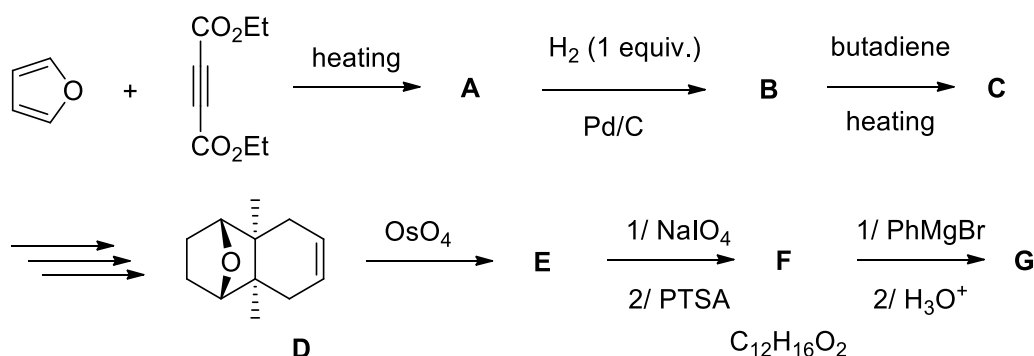 O
+
CO₂Et
CO₂Et
heating
A
H₂ (1 equiv.)
Pd/C
B
butadiene
heating
C
O
D
OsO₄
E
1/ NaIO₄
2/ PTSA
F
C₁₂H₁₆O₂
1/ PhMgBr
2/ H₃O⁺
G